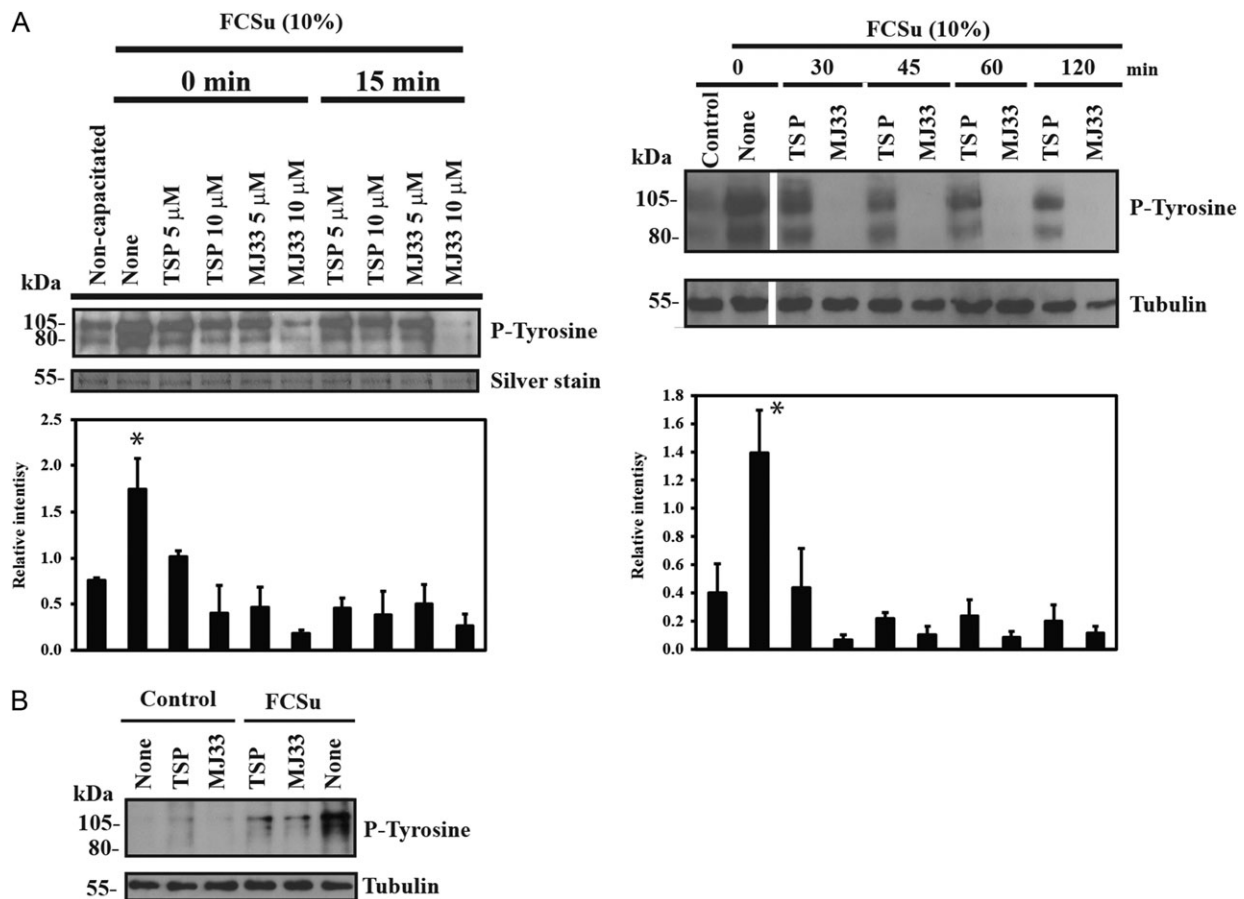 A
FCSu (10%)
0 min 15 min
Non-capacitated
None
TSP 5 μM
TSP 10 μM
MJ33 5 μM
MJ33 10 μM
TSP 5 μM
TSP 10 μM
MJ33 5 μM
MJ33 10 μM
kDa
105-
80-
P-Tyrosine
55-
Silver stain
2.5
2.0
1.5
1.0
0.5
0.0
Relative intentisy
*
FCSu (10%)
0 30 45 60 120 min
Control
None
TS P
MJ33
TS P
MJ33
TS P
MJ33
TS P
MJ33
kDa
105-
80-
P-Tyrosine
55-
Tubulin
1.8
1.6
1.4
1.2
1.0
0.8
0.6
0.4
0.2
0.0
Relative intentisy
*
B
Control FCSu
None
TSP
MJ33
TSP
MJ33
None
kDa
105-
80-
P-Tyrosine
55-
Tubulin